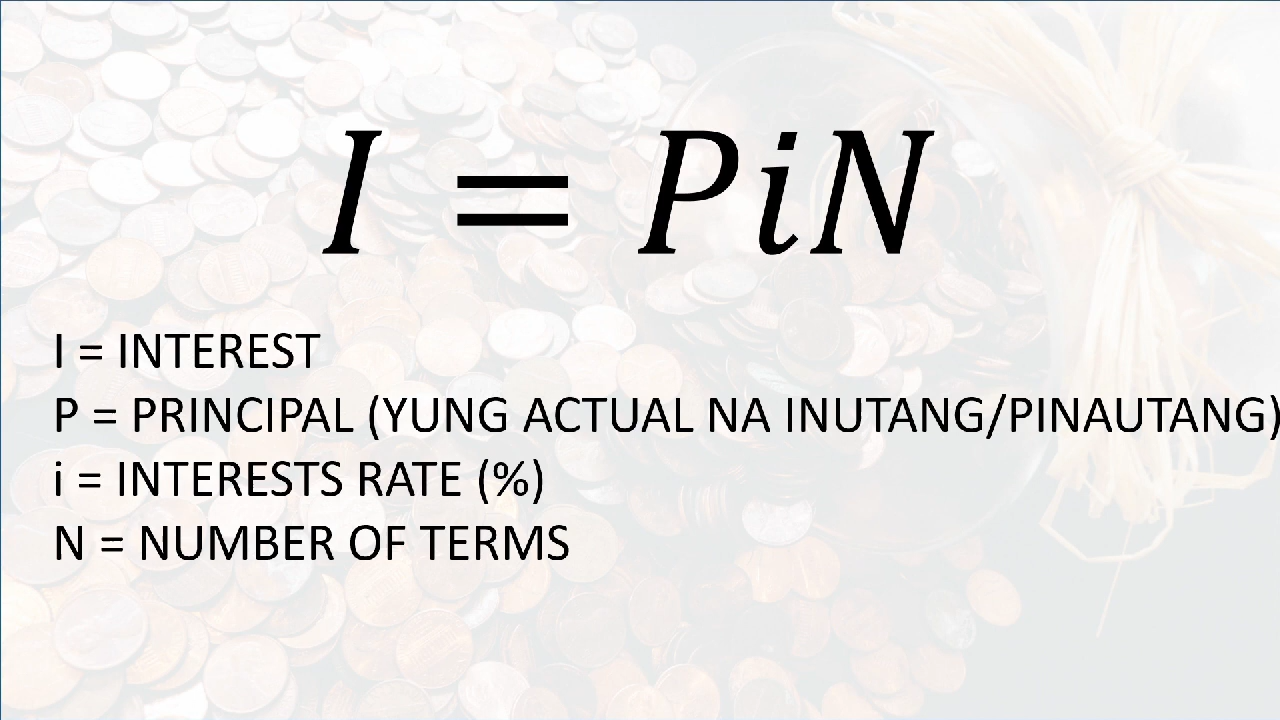 I = PiN
I = INTEREST
P = PRINCIPAL (YUNG ACTUAL NA INUTANG/PINAUTANG)
i = INTERESTS RATE (%)
N = NUMBER OF TERMS